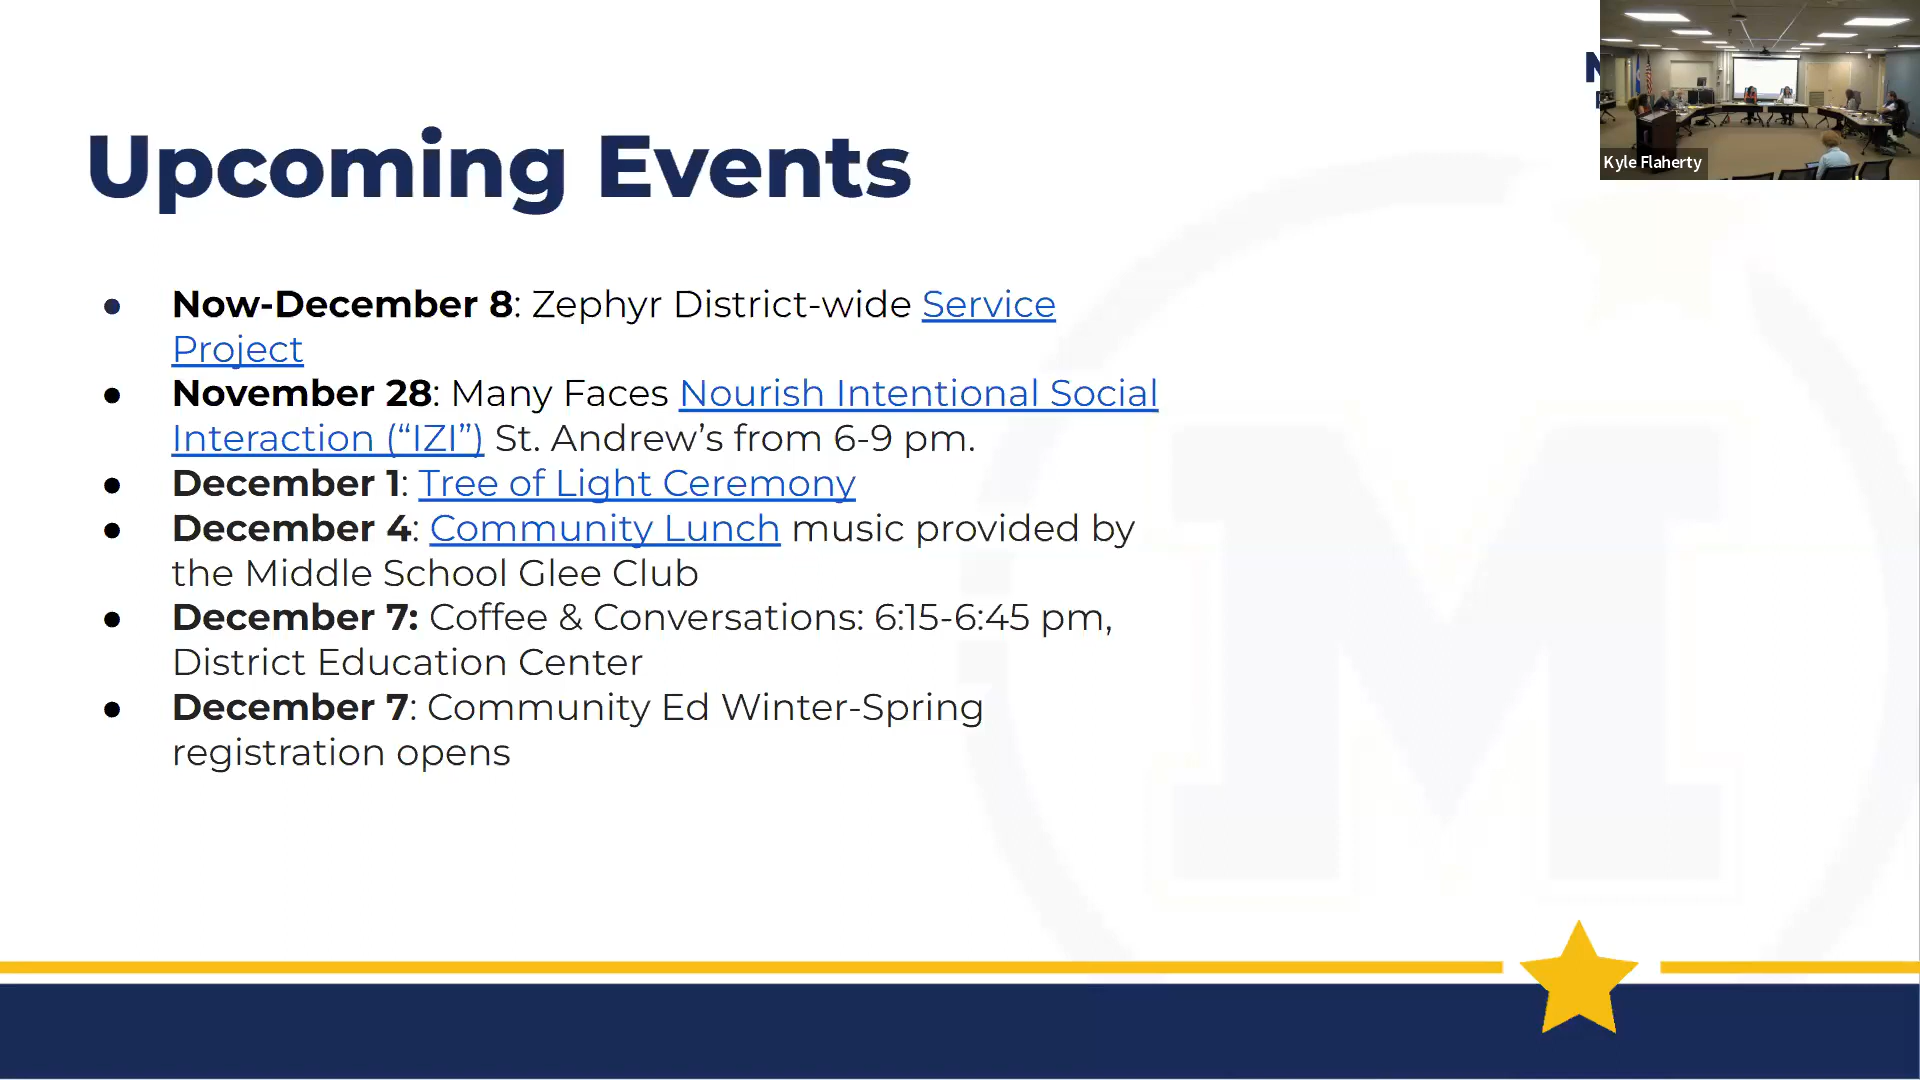 Upcoming Events
● Now-December 8: Zephyr District-wide Service
Project
● November 28: Many Faces Nourish Intentional Social
Interaction (“IZI”) St. Andrew’s from 6-9 pm.
● December 1: Tree of Light Ceremony
● December 4: Community Lunch music provided by
the Middle School Glee Club
● December 7: Coffee & Conversations: 6:15-6:45 pm,
District Education Center
● December 7: Community Ed Winter-Spring
registration opens
Kyle Flaherty
M